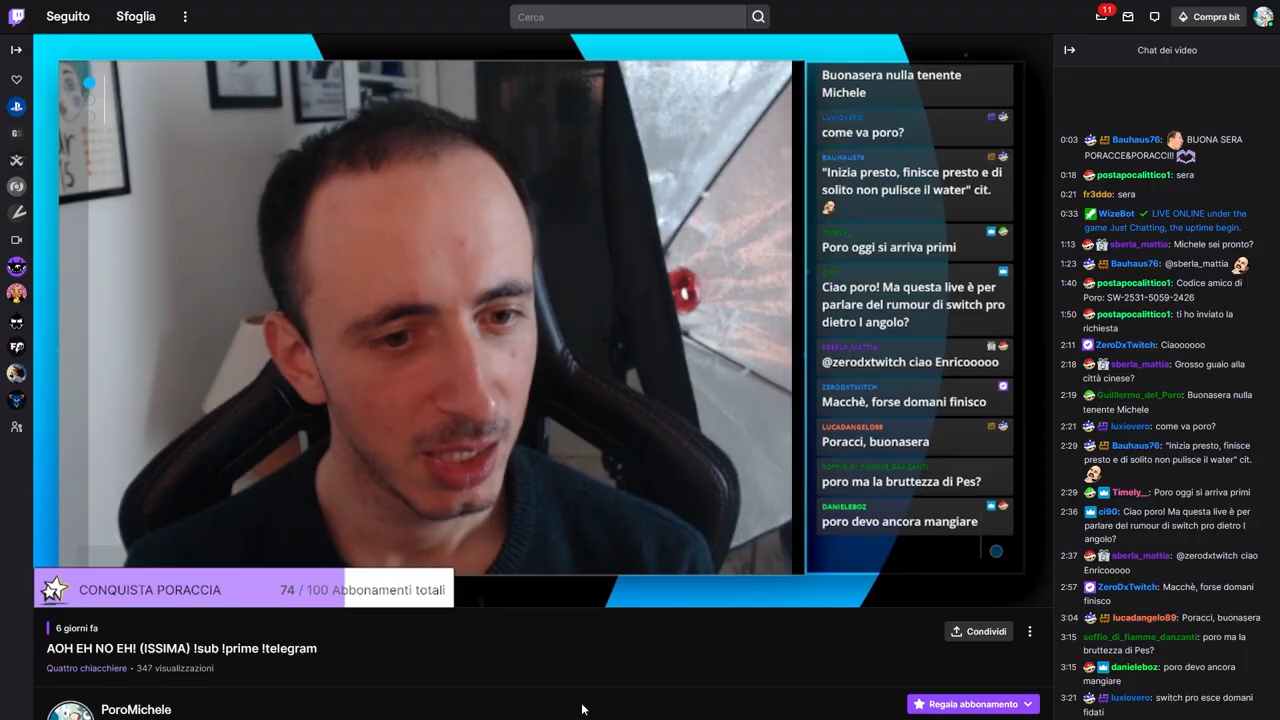 Seguito
Sfoglia
Cerca
11
Compra bit
Chat dei video
Buonasera nulla tenente
Michele
LUXIOVERO
come va poro?
BAUHAUS76
"Inizia presto, finisce presto e di
solito non pulisce il water" cit.
TIMELY__
Poro oggi si arriva primi
CI90
Ciao poro! Ma questa live è per
parlare del rumour di switch pro
dietro l angolo?
SBERLA_MATTIA
@zerodxtwitch ciao Enricooooo
ZERODXTWITCH
Macchè, forse domani finisco
LUCADANGELO89
Poracci, buonasera
SOFFIO_DI_FIAMME_DANZANTI
poro ma la bruttezza di Pes?
DANIELEBOZ
poro devo ancora mangiare
CONQUISTA PORACCIA
74 / 100 Abbonamenti totali
6 giorni fa
AOH EH NO EH! (ISSIMA) !sub !prime !telegram
Quattro chiacchiere • 347 visualizzazioni
Condividi
PoroMichele
Regala abbonamento
0:03 Bauhaus76: BUONA SERA
PORACCE&PORACCI!!
0:18 postapocalittico1: sera
0:21 fr3ddo: sera
0:33 WizeBot ✓ LIVE ONLINE under the
game Just Chatting, the uptime begin.
1:13 sberla_mattia: Michele sei pronto?
1:23 Bauhaus76: @sberla_mattia
1:40 postapocalittico1: Codice amico di
Poro: SW-2531-5059-2426
1:50 postapocalittico1: ti ho inviato la
richiesta
2:11 ZeroDxTwitch: Ciaoooooo
2:18 sberla_mattia: Grosso guaio alla
città cinese?
2:19 Guillermo_del_Poro: Buonasera nulla
tenente Michele
2:21 luxiovero: come va poro?
2:29 Bauhaus76: "Inizia presto, finisce
presto e di solito non pulisce il water" cit.
2:29 Timely__: Poro oggi si arriva primi
2:36 ci90: Ciao poro! Ma questa live è per
parlare del rumour di switch pro dietro l
angolo?
2:37 sberla_mattia: @zerodxtwitch ciao
Enricooooo
2:57 ZeroDxTwitch: Macchè, forse domani
finisco
3:04 lucadangelo89: Poracci, buonasera
3:15 soffio_di_fiamme_danzanti: poro ma la
bruttezza di Pes?
3:15 danieleboz: poro devo ancora
mangiare
3:21 luxiovero: switch pro esce domani
fidati